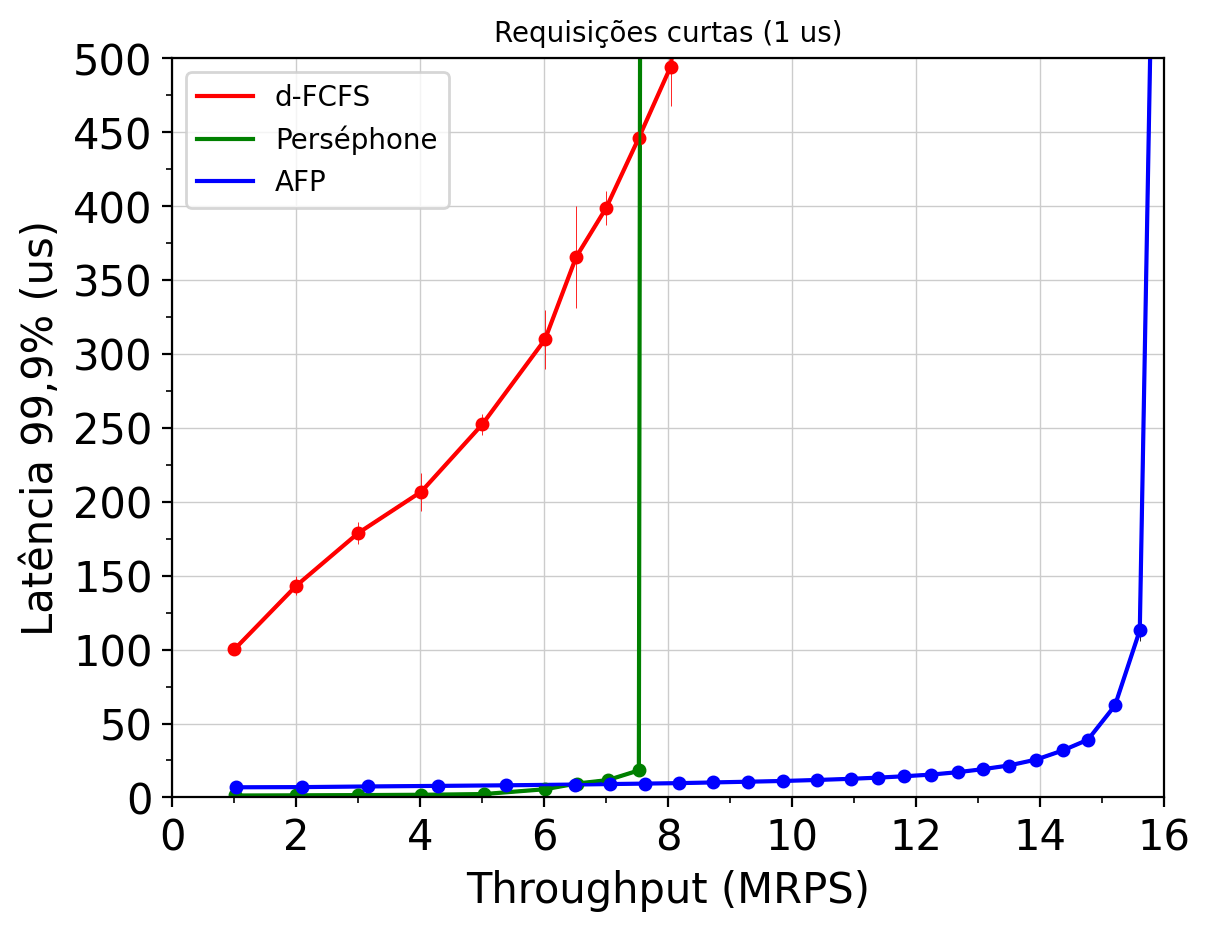 Requisições curtas (1 us)
500
450
400
350
300
250
200
150
100
50
0
Latência 99,9% (us)
d-FCFS
Perséphone
AFP
0 2 4 6 8 10 12 14 16
Throughput (MRPS)